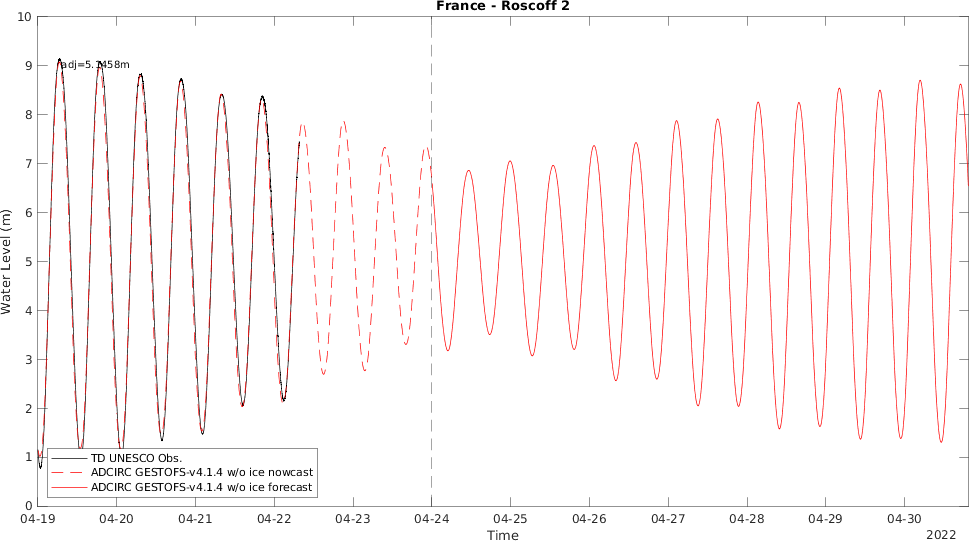 France - Roscoff 2
10
9
8
7
6
5
4
3
2
1
0
Water Level (m)
adj=5.1458m
TD UNESCO Obs.
ADCIRC GESTOFS-v4.1.4 w/o ice nowcast
ADCIRC GESTOFS-v4.1.4 w/o ice forecast
04-19 04-20 04-21 04-22 04-23 04-24 04-25 04-26 04-27 04-28 04-29 04-30
Time
2022